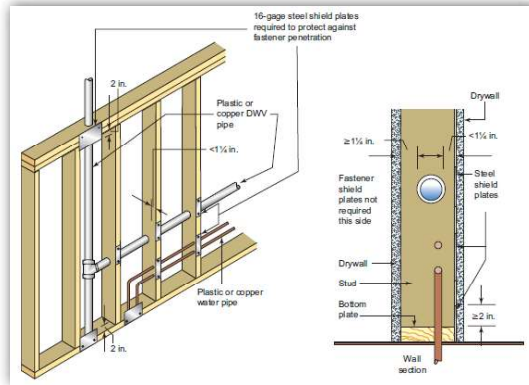 16-gage steel shield plates
required to protect against
fastener penetration
2 in.
Plastic or
copper DWV
pipe
<1¼ in.
Plastic or copper
water pipe
2 in.
Drywall
≥1¼ in.
<1¼ in.
Fastener
shield
plates not
required
this side
Steel
shield
plates
Drywall
Stud
Bottom
plate
≥2 in.
Wall
section